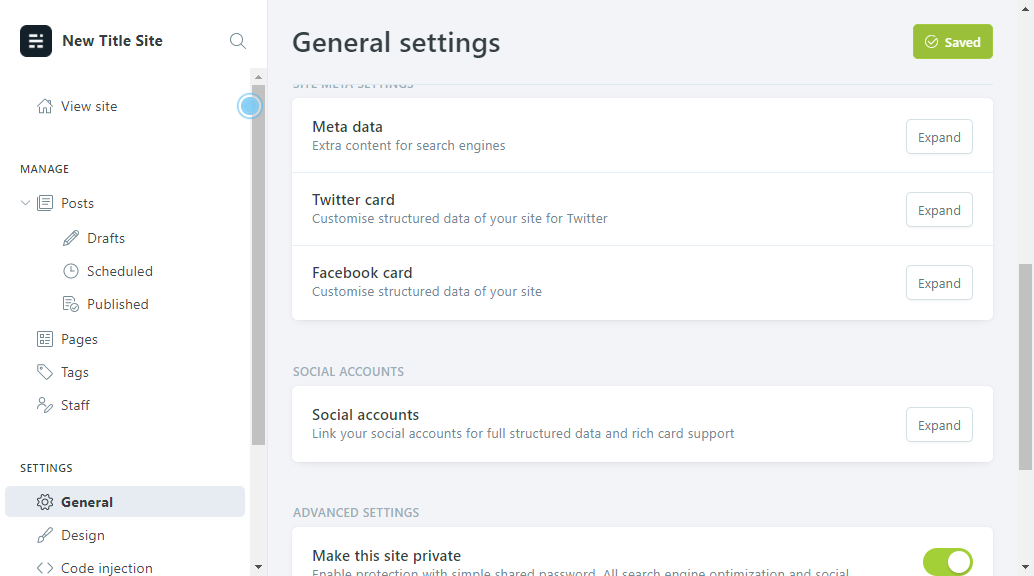 New Title Site
View site
MANAGE
Posts
Drafts
Scheduled
Published
Pages
Tags
Staff
SETTINGS
General
Design
Code injection
General settings
Saved
SITE META SETTINGS
Meta data
Extra content for search engines
Expand
Twitter card
Customise structured data of your site for Twitter
Expand
Facebook card
Customise structured data of your site
Expand
SOCIAL ACCOUNTS
Social accounts
Link your social accounts for full structured data and rich card support
Expand
ADVANCED SETTINGS
Make this site private
Enable protection with simple shared password. All search engine optimization and social